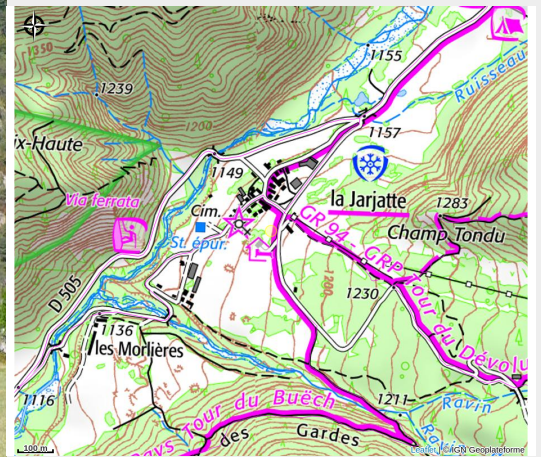 1350
1155
1239
Ruisseau
1200
1157
ix-Haute
1149
la Jarjatte
1283
Via ferrata
Cim.
GR 94 - GRP Tour du Dévolu
Champ Tondu
St. épur.
1200
1230
D 505
1136
les Morlières
1116
1211
Ravin
Pays Tour du Buëch
des Gardes
100 m
Leaflet | © IGN Geoplateforme